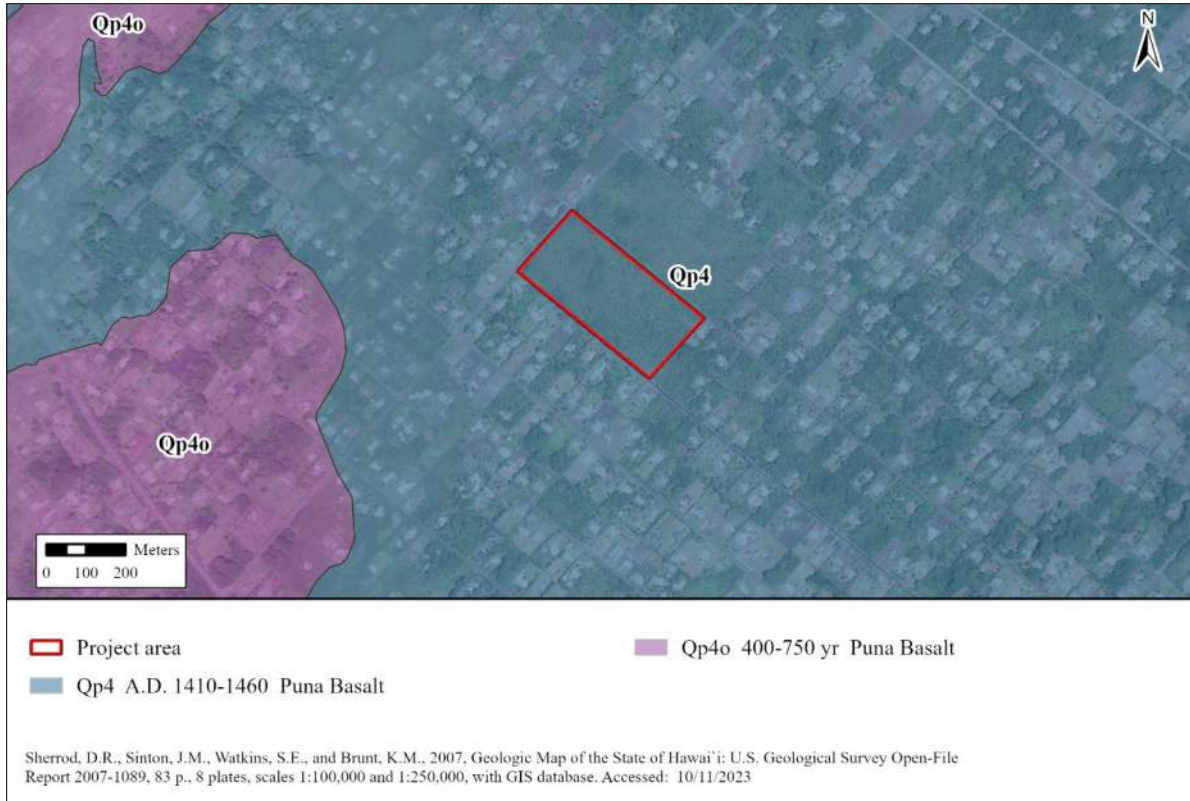 Qp4o
N
Qp4
Qp4o
Meters
0 100 200
Project area
Qp4o 400-750 yr Puna Basalt
Qp4 A.D. 1410-1460 Puna Basalt
Sherrod, D.R., Sinton, J.M., Watkins, S.E., and Brunt, K.M., 2007, Geologic Map of the State of Hawai`i: U.S. Geological Survey Open-File
Report 2007-1089, 83 p., 8 plates, scales 1:100,000 and 1:250,000, with GIS database. Accessed: 10/11/2023